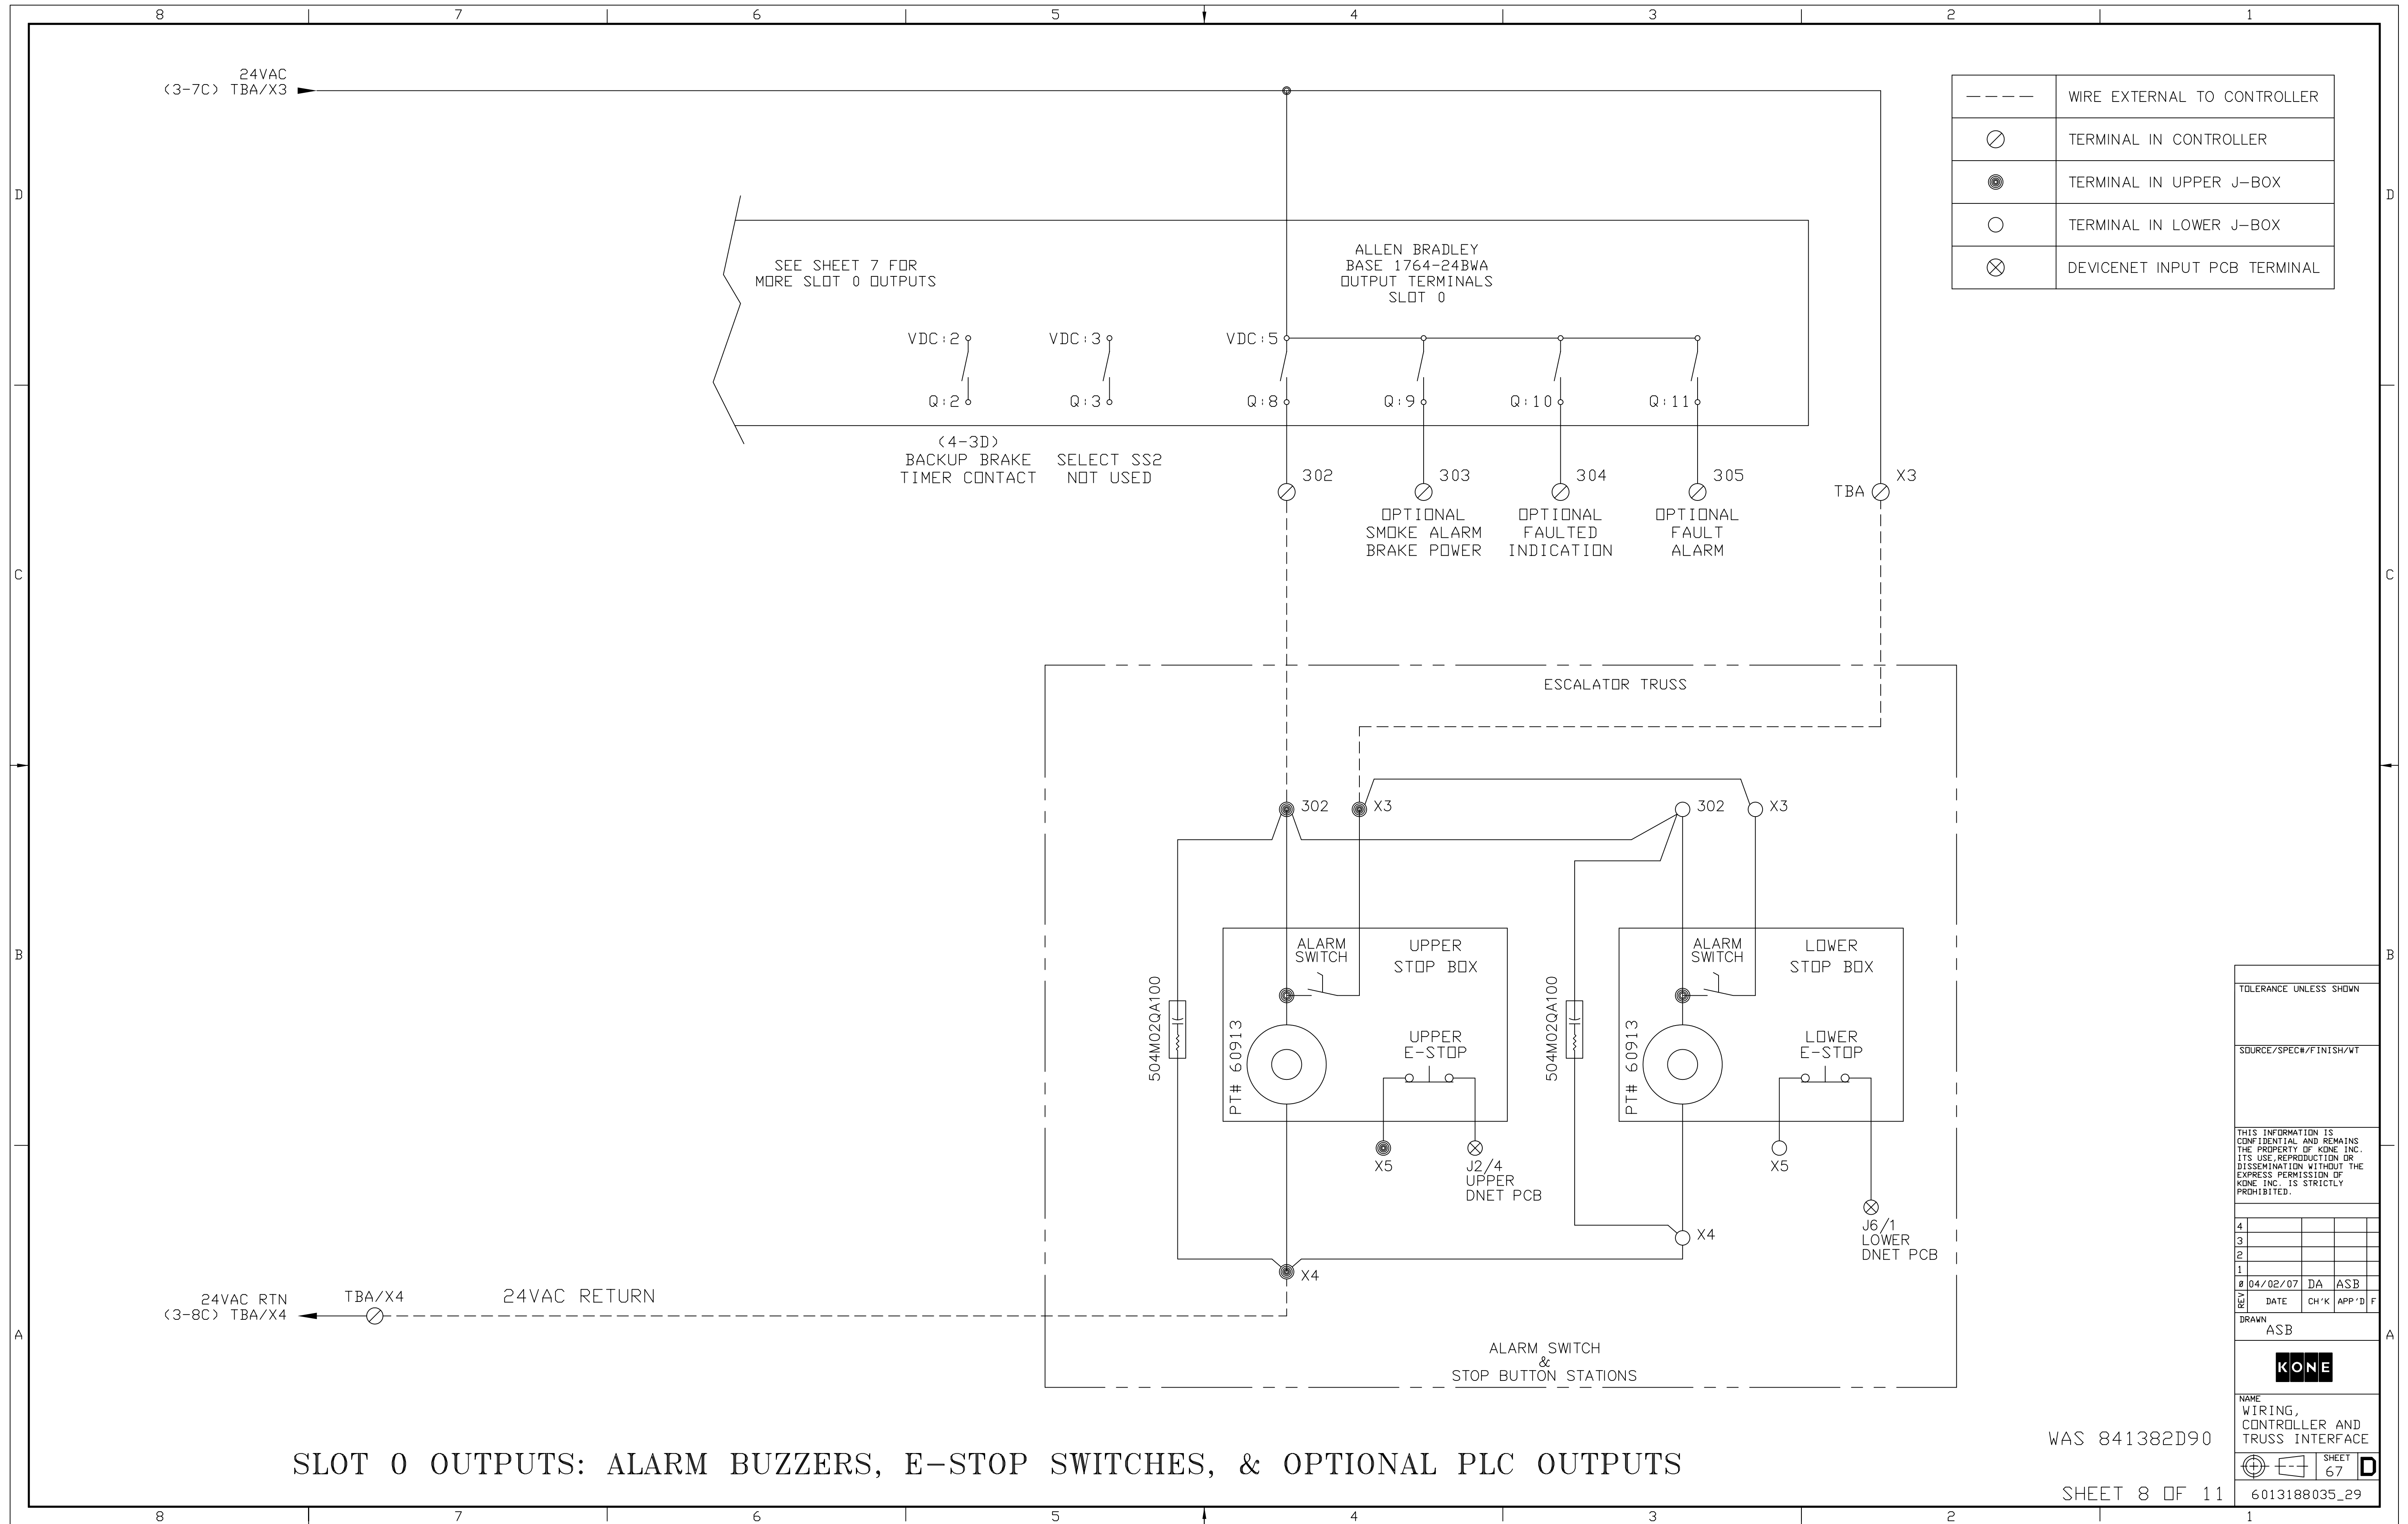 8 7 6 5 4 3 2 1
24VAC
(3-7C) TBA/X3
WIRE EXTERNAL TO CONTROLLER
TERMINAL IN CONTROLLER
TERMINAL IN UPPER J-BOX
TERMINAL IN LOWER J-BOX
DEVICENET INPUT PCB TERMINAL
D D
SEE SHEET 7 FOR
MORE SLOT 0 OUTPUTS
ALLEN BRADLEY
BASE 1764-24BWA
OUTPUT TERMINALS
SLOT 0
VDC:2 VDC:3 VDC:5
Q:2 Q:3 Q:8 Q:9 Q:10 Q:11
(4-3D)
BACKUP BRAKE
TIMER CONTACT
SELECT SS2
NOT USED
302 303 304 305
TBA X3
OPTIONAL
SMOKE ALARM
BRAKE POWER
OPTIONAL
FAULTED
INDICATION
OPTIONAL
FAULT
ALARM
C C
ESCALATOR TRUSS
302 X3 302 X3
B B
504M02QA100
PT# 60913
ALARM
SWITCH
UPPER
STOP BOX
UPPER
E-STOP
X5
J2/4
UPPER
DNET PCB
504M02QA100
PT# 60913
ALARM
SWITCH
LOWER
STOP BOX
LOWER
E-STOP
X5
J6/1
LOWER
DNET PCB
X4
X4
24VAC RTN
(3-8C) TBA/X4
TBA/X4
24VAC RETURN
A A
ALARM SWITCH
&
STOP BUTTON STATIONS
SLOT 0 OUTPUTS: ALARM BUZZERS, E-STOP SWITCHES, & OPTIONAL PLC OUTPUTS
WAS 841382D90
SHEET 8 OF 11
TOLERANCE UNLESS SHOWN
SOURCE/SPEC#/FINISH/WT
THIS INFORMATION IS
CONFIDENTIAL AND REMAINS
THE PROPERTY OF KONE INC.
ITS USE,REPRODUCTION OR
DISSEMINATION WITHOUT THE
EXPRESS PERMISSION OF
KONE INC. IS STRICTLY
PROHIBITED.
4
3
2
1
0 04/02/07 DA ASB
REV DATE CH'K APP'D F
DRAWN
ASB
KONE
NAME
WIRING,
CONTROLLER AND
TRUSS INTERFACE
SHEET
67 D
6013188035_29
8 7 6 5 4 3 2 1